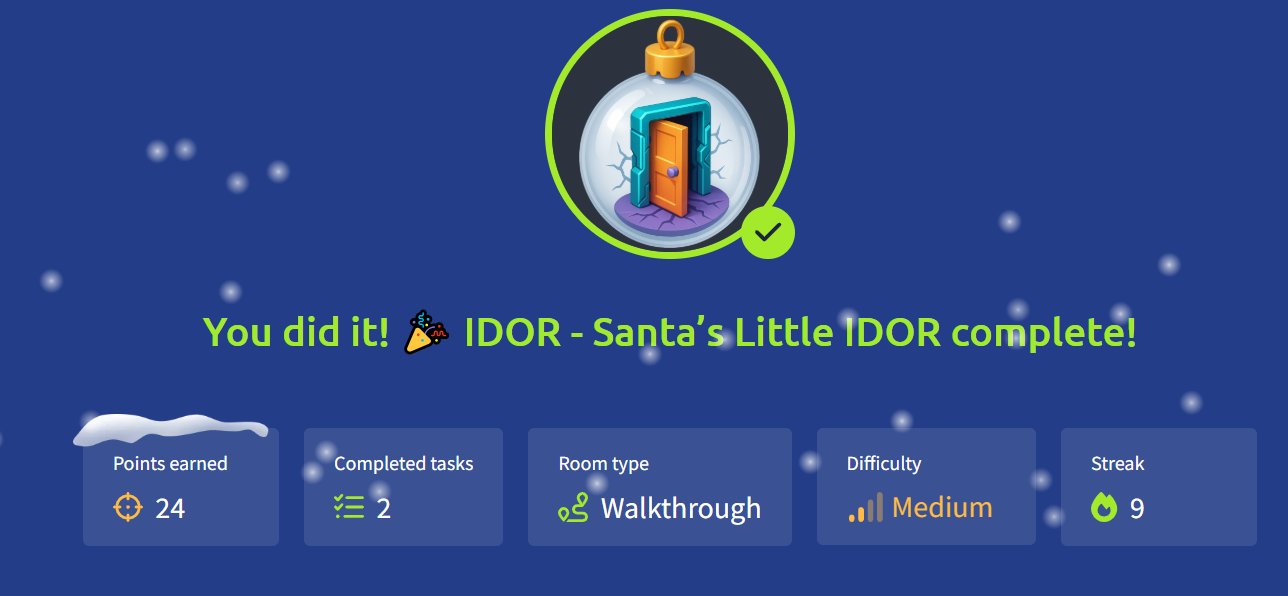 You did it! 🎉 IDOR - Santa’s Little IDOR complete!
Points earned
24
Completed tasks
2
Room type
Walkthrough
Difficulty
Medium
Streak
9